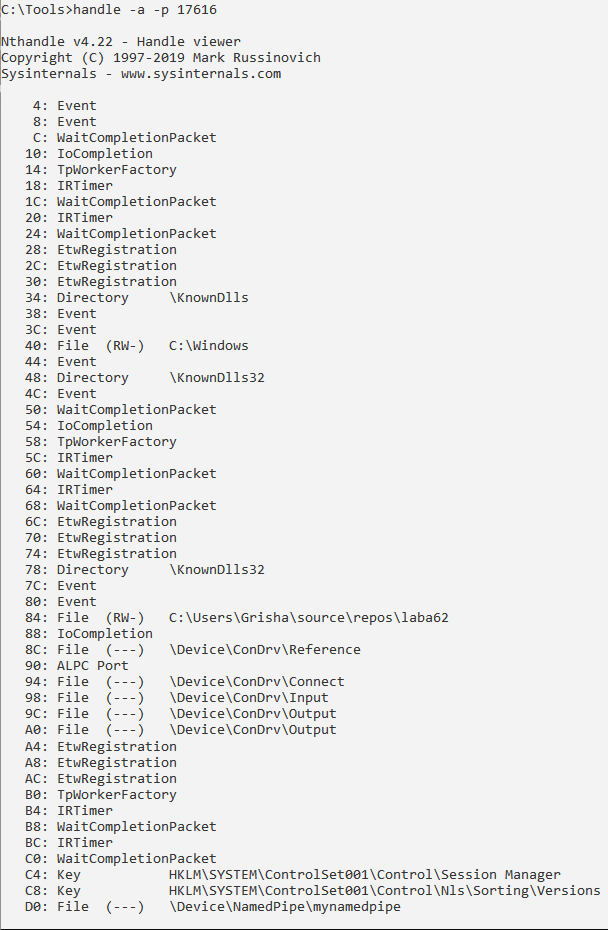 C:\Tools>handle -a -p 17616
Nthandle v4.22 - Handle viewer
Copyright (C) 1997-2019 Mark Russinovich
Sysinternals - www.sysinternals.com
4: Event
8: Event
C: WaitCompletionPacket
10: IoCompletion
14: TpWorkerFactory
18: IRTimer
1C: WaitCompletionPacket
20: IRTimer
24: WaitCompletionPacket
28: EtwRegistration
2C: EtwRegistration
30: EtwRegistration
34: Directory     \KnownDlls
38: Event
3C: Event
40: File  (RW-)   C:\Windows
44: Event
48: Directory     \KnownDlls32
4C: Event
50: WaitCompletionPacket
54: IoCompletion
58: TpWorkerFactory
5C: IRTimer
60: WaitCompletionPacket
64: IRTimer
68: WaitCompletionPacket
6C: EtwRegistration
70: EtwRegistration
74: EtwRegistration
78: Directory     \KnownDlls32
7C: Event
80: Event
84: File  (RW-)   C:\Users\Grisha\source\repos\laba62
88: IoCompletion
8C: File  (---)   \Device\ConDrv\Reference
90: ALPC Port
94: File  (---)   \Device\ConDrv\Connect
98: File  (---)   \Device\ConDrv\Input
9C: File  (---)   \Device\ConDrv\Output
A0: File  (---)   \Device\ConDrv\Output
A4: EtwRegistration
A8: EtwRegistration
AC: EtwRegistration
B0: TpWorkerFactory
B4: IRTimer
B8: WaitCompletionPacket
BC: IRTimer
C0: WaitCompletionPacket
C4: Key           HKLM\SYSTEM\ControlSet001\Control\Session Manager
C8: Key           HKLM\SYSTEM\ControlSet001\Control\Nls\Sorting\Versions
D0: File  (---)   \Device\NamedPipe\mynamedpipe